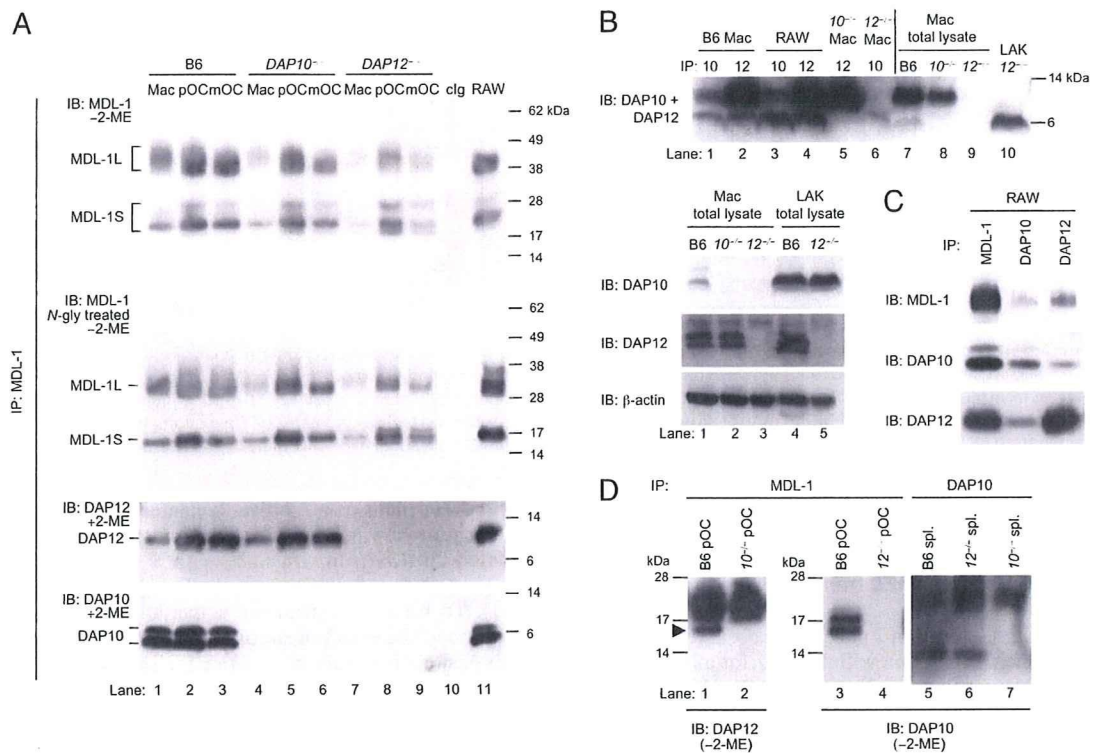 A
B6 DAP10-/- DAP12-/-
Mac pOC mOC Mac pOC mOC Mac pOC mOC cIg RAW
IP: MDL-1
IB: MDL-1
–2-ME
MDL-1L
MDL-1S
62 kDa
49
38
28
17
14
IB: MDL-1
N-gly treated
–2-ME
MDL-1L
MDL-1S
62
49
38
28
17
14
IB: DAP12
+2-ME
DAP12
14
6
IB: DAP10
+2-ME
DAP10
14
6
Lane: 1 2 3 4 5 6 7 8 9 10 11
B
B6 Mac RAW 10-/- Mac 12-/- Mac Mac total lysate LAK
IP: 10 12 10 12 12 10 B6 10-/- 12-/- 12-/-
IB: DAP10 +
DAP12
14 kDa
6
Lane: 1 2 3 4 5 6 7 8 9 10
Mac total lysate LAK total lysate
B6 10-/- 12-/- B6 12-/-
IB: DAP10
IB: DAP12
IB: β-actin
Lane: 1 2 3 4 5
C
RAW
IP: MDL-1 DAP10 DAP12
IB: MDL-1
IB: DAP10
IB: DAP12
D
IP: MDL-1 DAP10
B6 pOC 10-/- pOC B6 pOC 12-/- pOC B6 spl. 12-/- spl. 10-/- spl.
kDa
28
17
14
kDa
28
17
14
Lane: 1 2 3 4 5 6 7
IB: DAP12
(–2-ME)
IB: DAP10
(–2-ME)